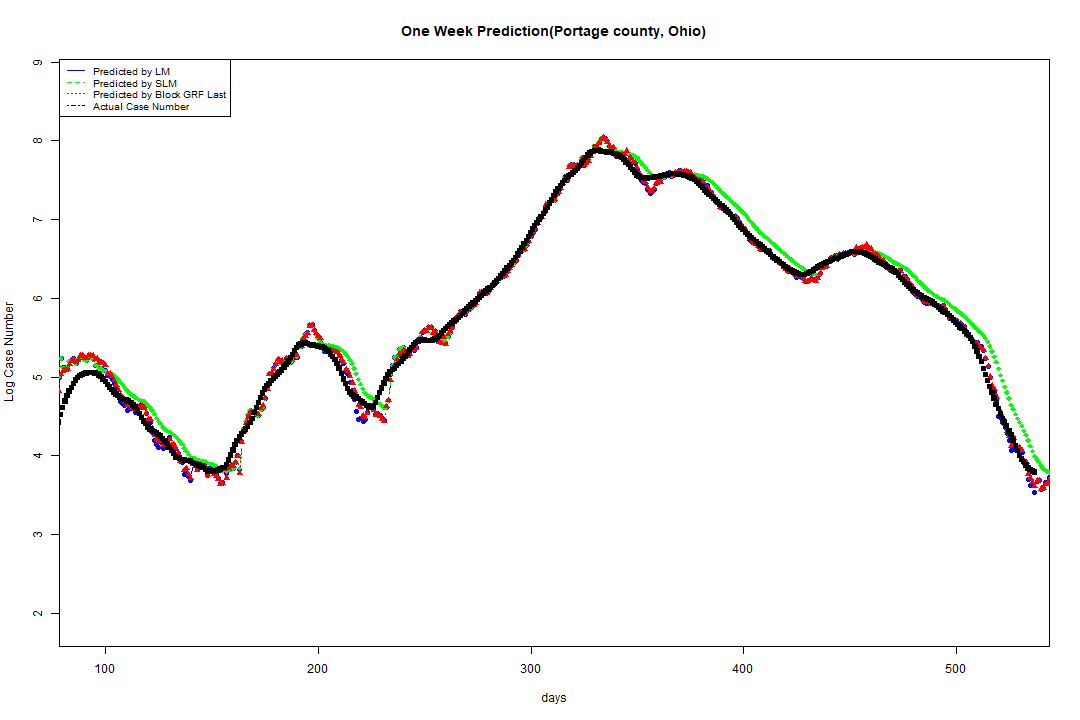 One Week Prediction(Portage county, Ohio)
Predicted by LM
Predicted by SLM
Predicted by Block GRF Last
Actual Case Number
9
8
7
6
5
4
3
2
Log Case Number
100 200 300 400 500
days